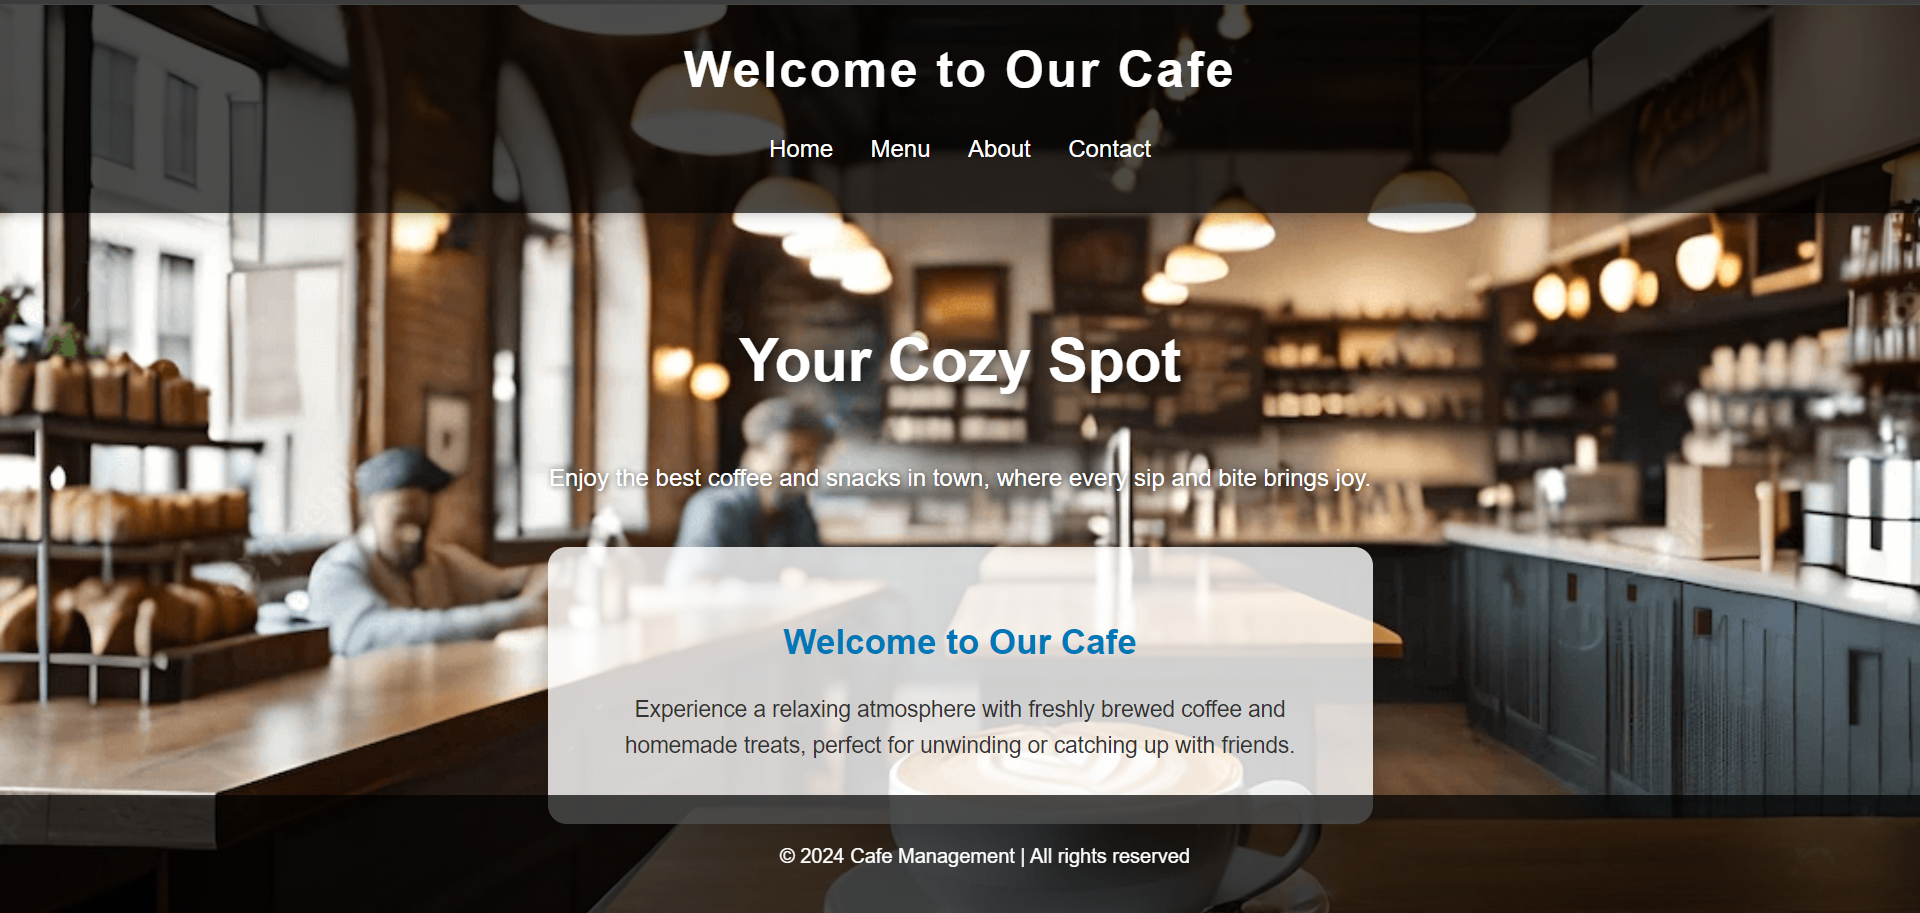 Welcome to Our Cafe
Home Menu About Contact
Your Cozy Spot
Enjoy the best coffee and snacks in town, where every sip and bite brings joy.
Welcome to Our Cafe
Experience a relaxing atmosphere with freshly brewed coffee and
homemade treats, perfect for unwinding or catching up with friends.
© 2024 Cafe Management | All rights reserved